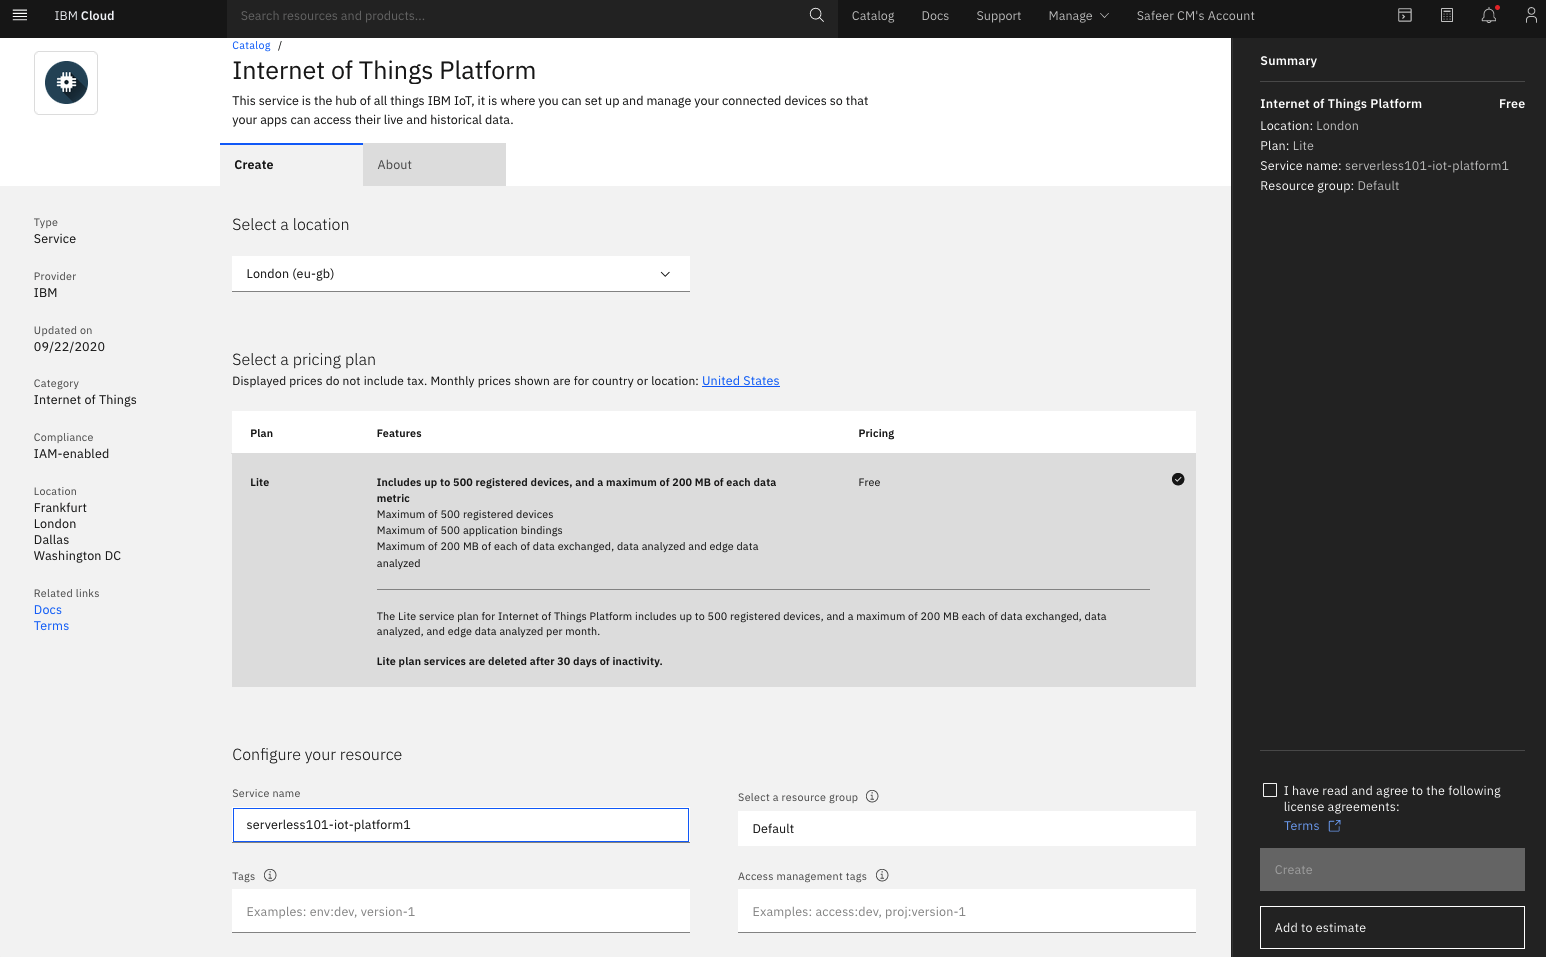 IBM Cloud
Search resources and products...
Catalog
Docs
Support
Manage
Safeer CM's Account
Catalog /
Internet of Things Platform
This service is the hub of all things IBM IoT, it is where you can set up and manage your connected devices so that
your apps can access their live and historical data.
Create
About
Type
Service
Provider
IBM
Updated on
09/22/2020
Category
Internet of Things
Compliance
IAM-enabled
Location
Frankfurt
London
Dallas
Washington DC
Related links
Docs
Terms
Select a location
London (eu-gb)
Select a pricing plan
Displayed prices do not include tax. Monthly prices shown are for country or location: United States
Plan
Features
Pricing
Lite
Includes up to 500 registered devices, and a maximum of 200 MB of each data
metric
Maximum of 500 registered devices
Maximum of 500 application bindings
Maximum of 200 MB of each of data exchanged, data analyzed and edge data
analyzed
Free
The Lite service plan for Internet of Things Platform includes up to 500 registered devices, and a maximum of 200 MB each of data exchanged, data
analyzed, and edge data analyzed per month.
Lite plan services are deleted after 30 days of inactivity.
Configure your resource
Service name
serverless101-iot-platform1
Select a resource group
Default
Tags
Examples: env:dev, version-1
Access management tags
Examples: access:dev, proj:version-1
Summary
Internet of Things Platform Free
Location: London
Plan: Lite
Service name: serverless101-iot-platform1
Resource group: Default
I have read and agree to the following
license agreements:
Terms
Create
Add to estimate